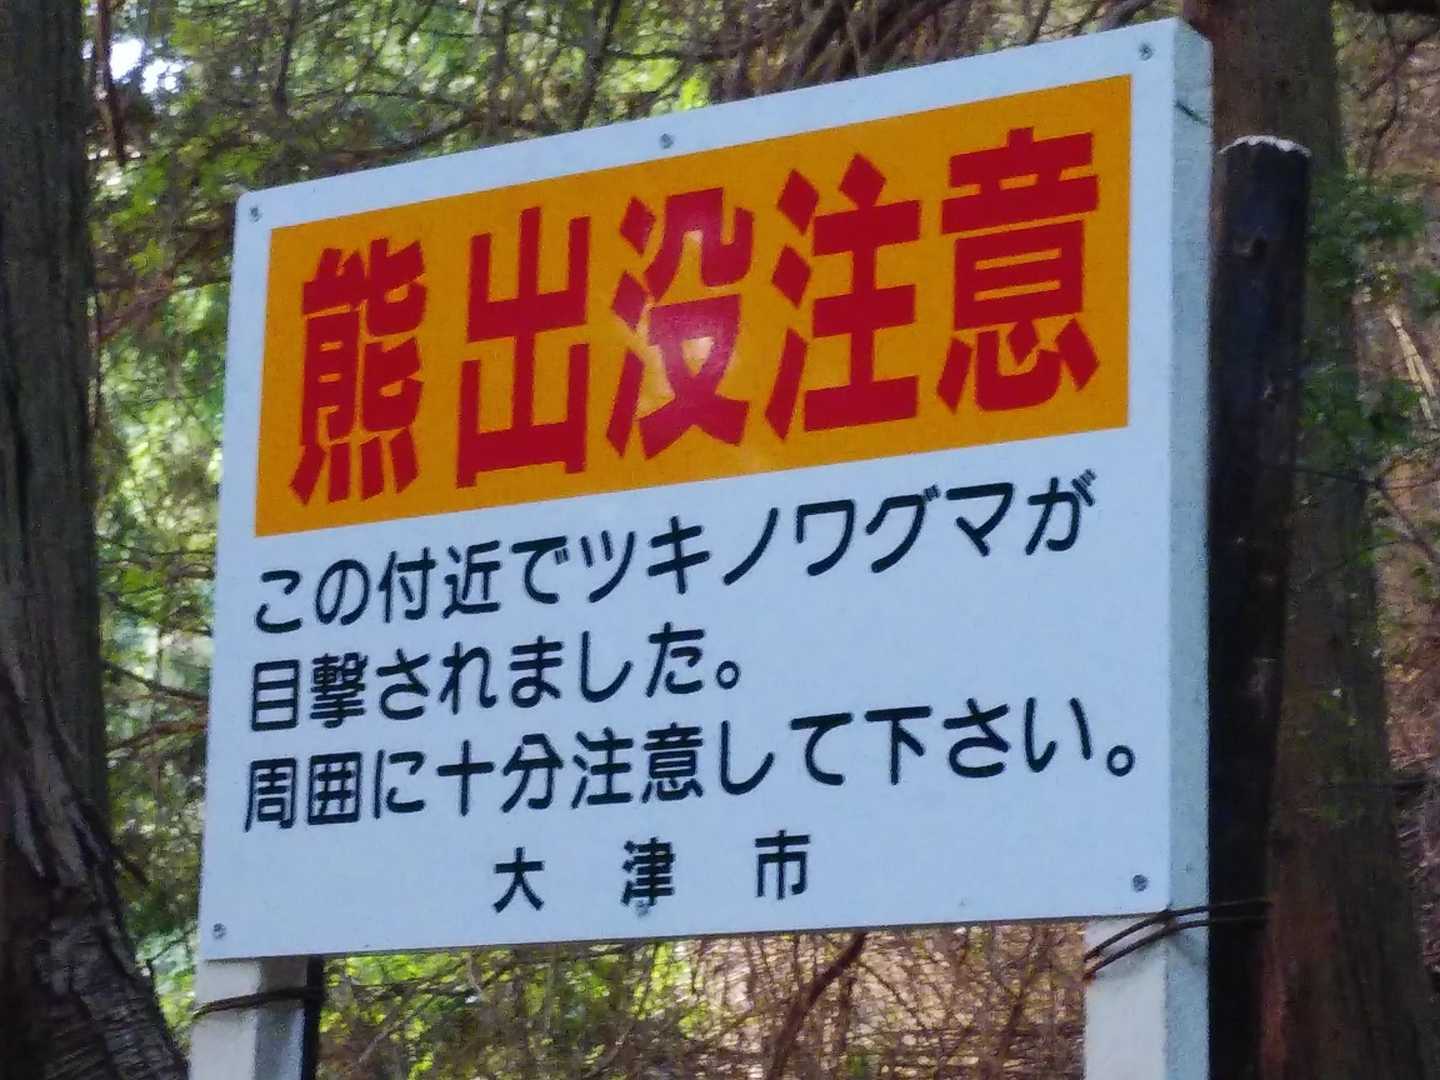 熊出没注意
この付近でツキノワグマが
目撃されました。
周囲に十分注意して下さい。
大津市